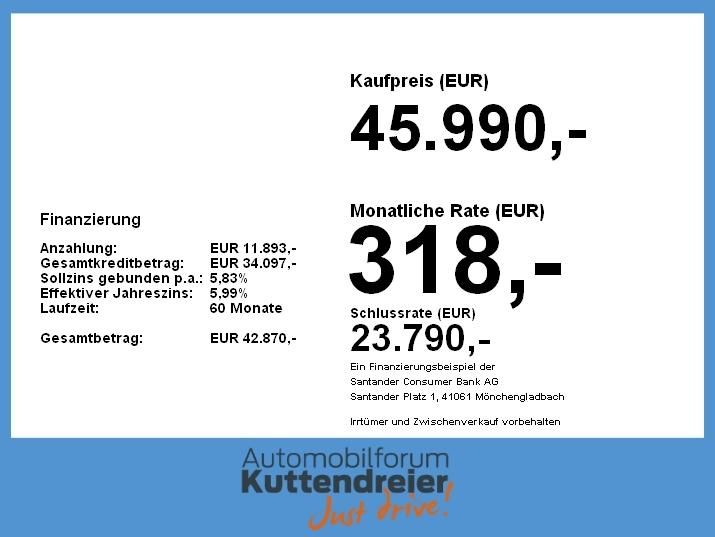 Kaufpreis (EUR)
45.990,-
Finanzierung
Anzahlung: EUR 11.893,-
Gesamtkreditbetrag: EUR 34.097,-
Sollzins gebunden p.a.: 5,83%
Effektiver Jahreszins: 5,99%
Laufzeit: 60 Monate
Gesamtbetrag: EUR 42.870,-
Monatliche Rate (EUR)
318,-
Schlussrate (EUR)
23.790,-
Ein Finanzierungsbeispiel der
Santander Consumer Bank AG
Santander Platz 1, 41061 Mönchengladbach
Irrtümer und Zwischenverkauf vorbehalten
Automobilforum
Kuttendreier
Just drive!